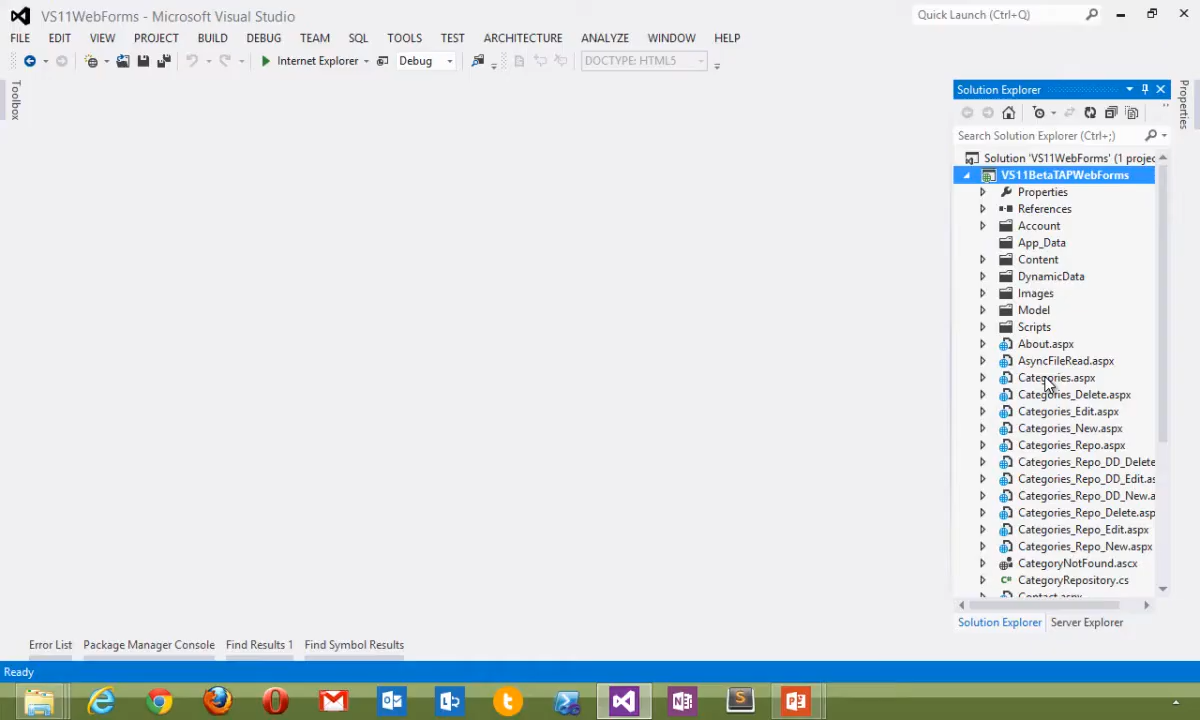 VS11WebForms - Microsoft Visual Studio
Quick Launch (Ctrl+Q)
FILE EDIT VIEW PROJECT BUILD DEBUG TEAM SQL TOOLS TEST ARCHITECTURE ANALYZE WINDOW HELP
Internet Explorer Debug DOCTYPE: HTML5
Toolbox
Properties
Solution Explorer
Search Solution Explorer (Ctrl+;)
Solution 'VS11WebForms' (1 projec
VS11BetaTAPWebForms
Properties
References
Account
App_Data
Content
DynamicData
Images
Model
Scripts
About.aspx
AsyncFileRead.aspx
Categories.aspx
Categories_Delete.aspx
Categories_Edit.aspx
Categories_New.aspx
Categories_Repo.aspx
Categories_Repo_DD_Delete
Categories_Repo_DD_Edit.as
Categories_Repo_DD_New.a
Categories_Repo_Delete.asp
Categories_Repo_Edit.aspx
Categories_Repo_New.aspx
CategoryNotFound.ascx
C# CategoryRepository.cs
Contact.aspx
Solution Explorer Server Explorer
Error List Package Manager Console Find Results 1 Find Symbol Results
Ready